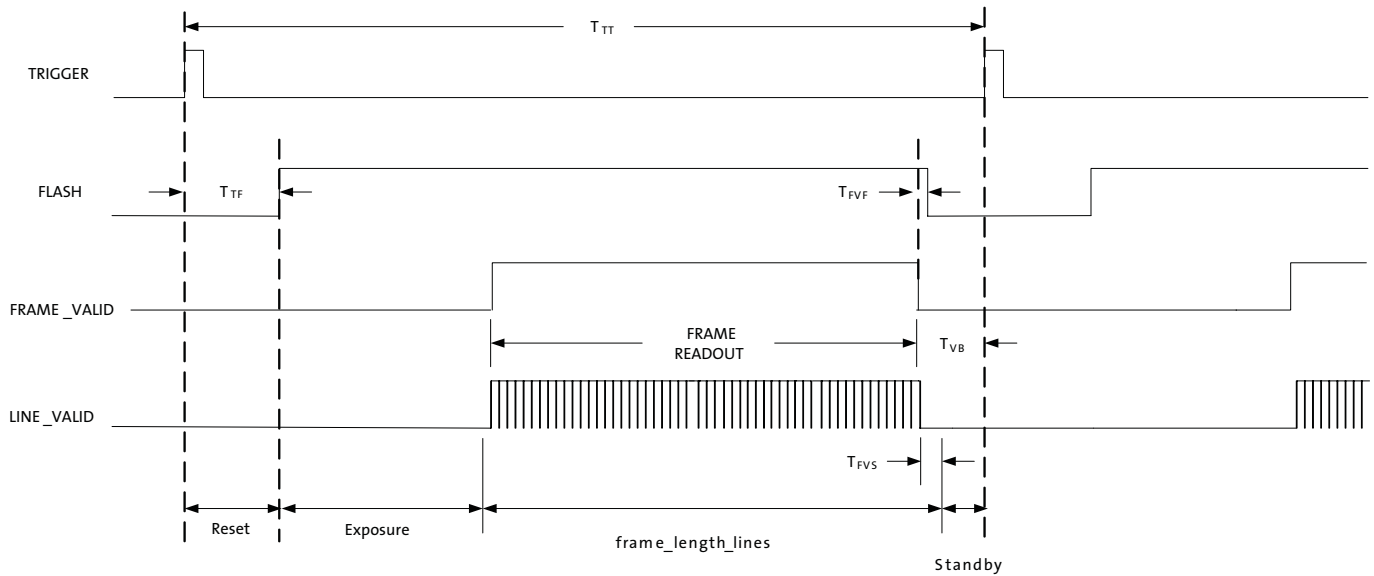 T TT
TRIGGER
FLASH
T TF
T FVF
FRAME _VALID
FRAME
READOUT
T VB
LINE _VALID
T FVS
Reset
Exposure
frame_length_lines
Standby